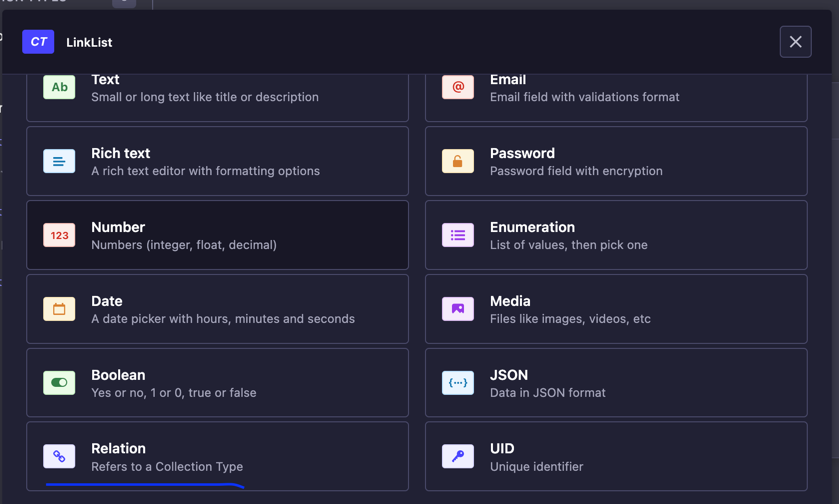 CT LinkList
Ab Text
Small or long text like title or description
@ Email
Email field with validations format
Rich text
A rich text editor with formatting options
Password
Password field with encryption
123 Number
Numbers (integer, float, decimal)
Enumeration
List of values, then pick one
Date
A date picker with hours, minutes and seconds
Media
Files like images, videos, etc
Boolean
Yes or no, 1 or 0, true or false
{···} JSON
Data in JSON format
Relation
Refers to a Collection Type
UID
Unique identifier